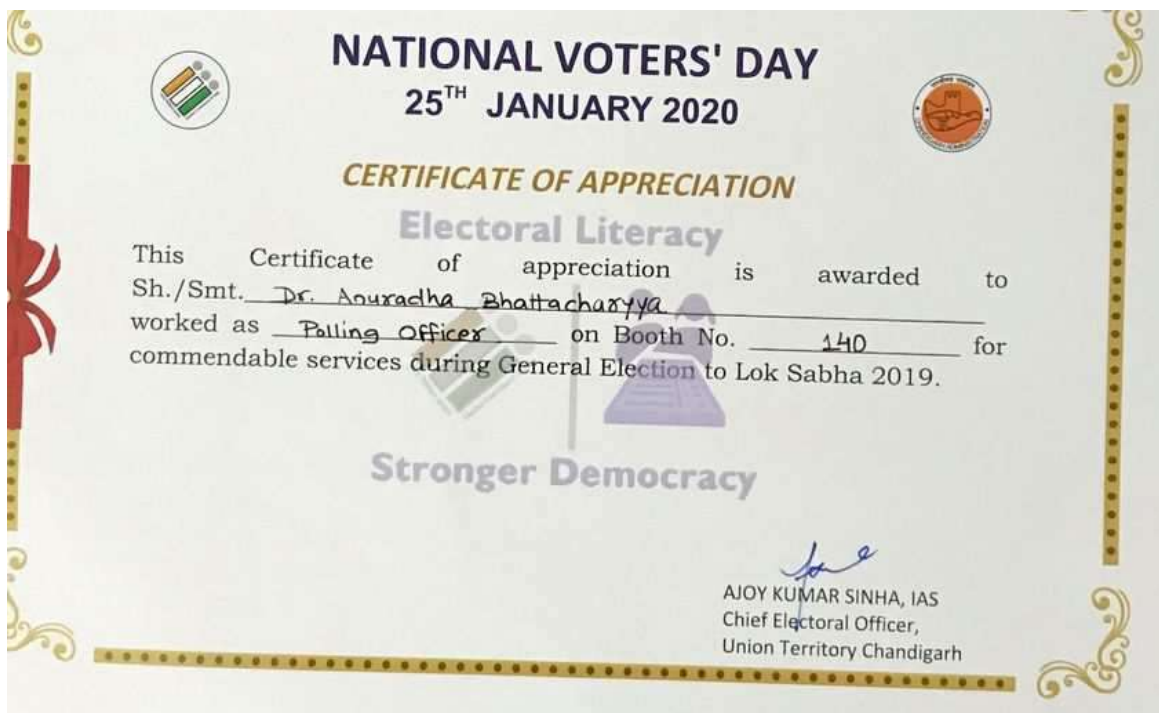 NATIONAL VOTERS' DAY
25TH JANUARY 2020
CERTIFICATE OF APPRECIATION
Electoral Literacy
This Certificate of appreciation is awarded to
Sh./Smt. Dr. Anuradha Bhattacharyya
worked as Polling Officer on Booth No. 140 for
commendable services during General Election to Lok Sabha 2019.
Stronger Democracy
AJOY KUMAR SINHA, IAS
Chief Electoral Officer,
Union Territory Chandigarh